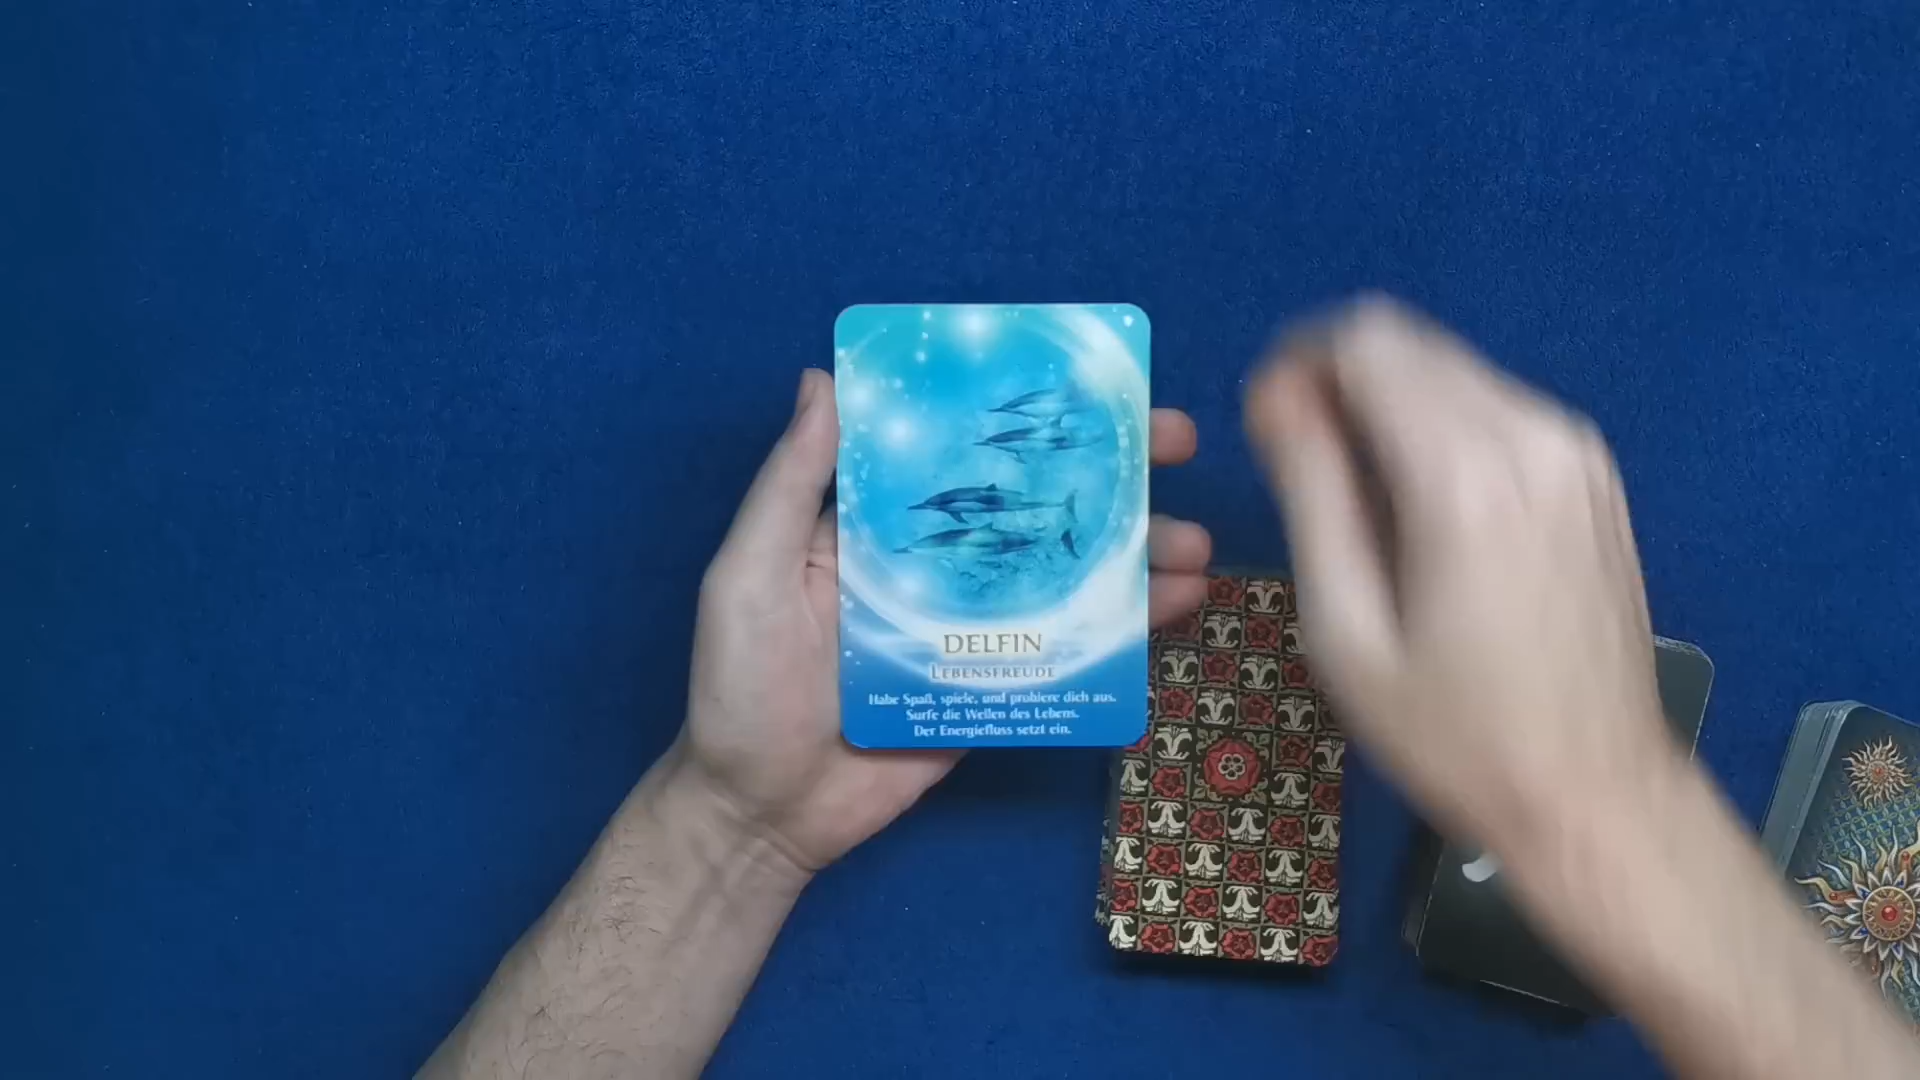 DELFIN
LEBENSFREUDE
Habe Spaß, spiele, und probiere dich aus.
Surfe die Wellen des Lebens.
Der Energiefluss setzt ein.